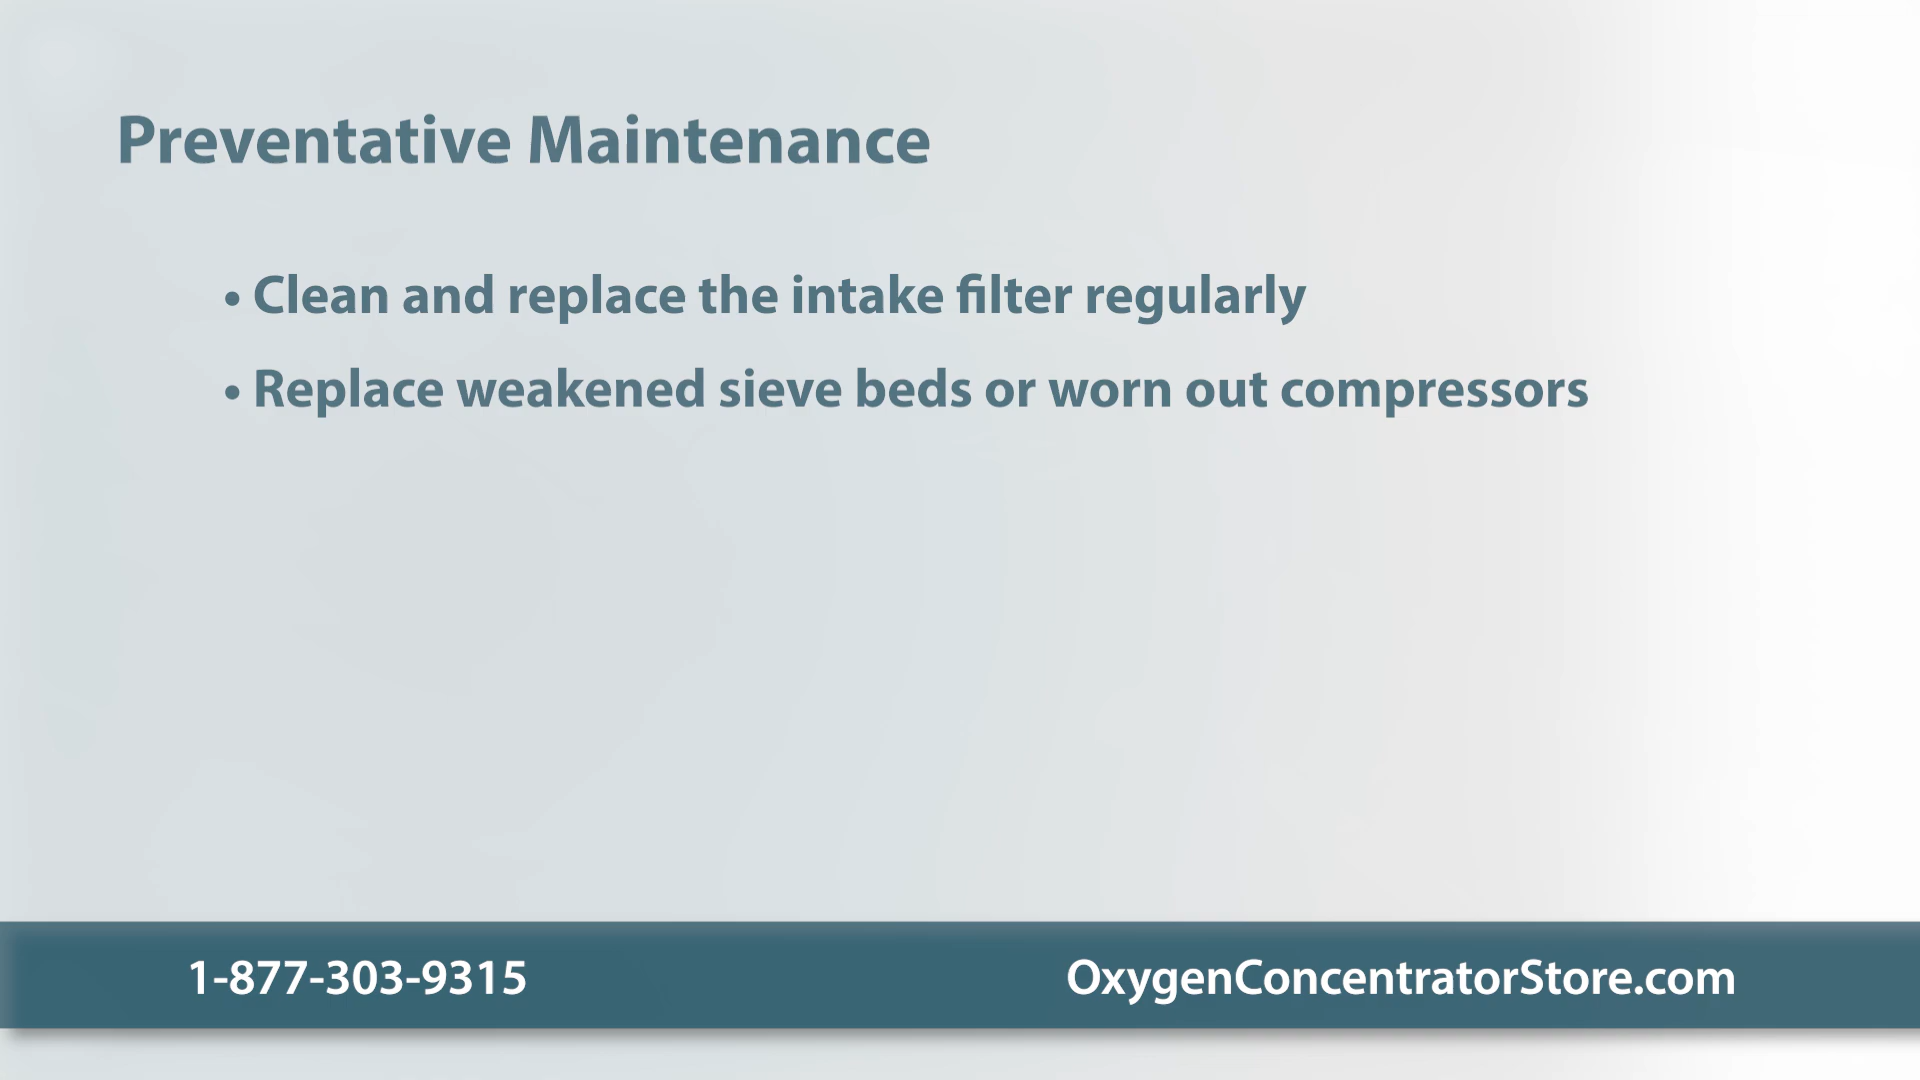 Preventative Maintenance
• Clean and replace the intake filter regularly
• Replace weakened sieve beds or worn out compressors
1-877-303-9315
OxygenConcentratorStore.com